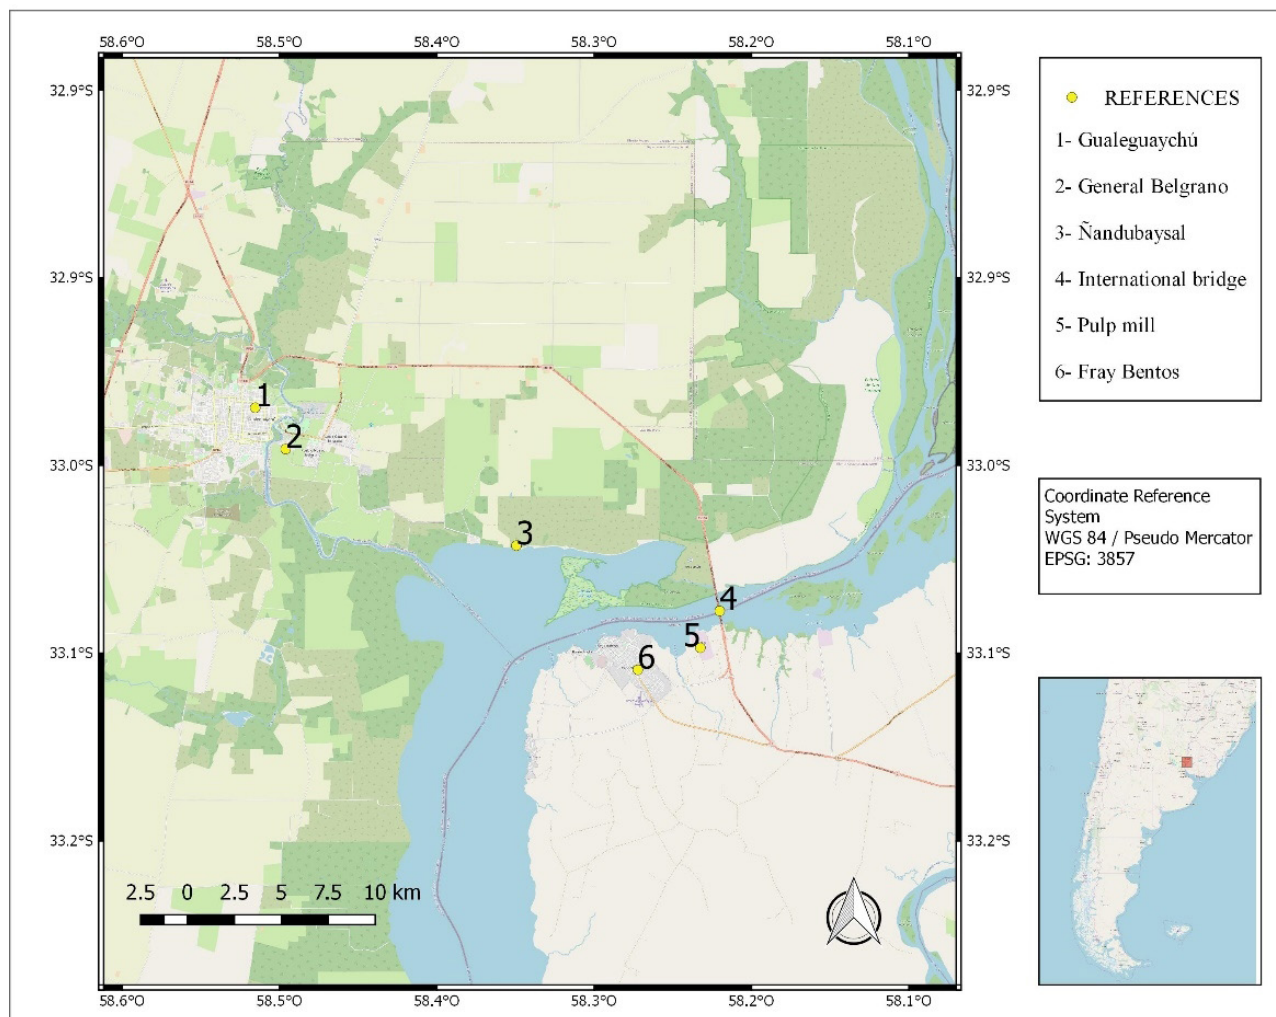 58.6°O 58.5°O 58.4°O 58.3°O 58.2°O 58.1°O
32.9°S 32.9°S
32.9°S 32.9°S
33.0°S 33.0°S
33.1°S 33.1°S
33.2°S 33.2°S
1
2
3
4
5
6
2.5 0 2.5 5 7.5 10 km
58.6°O 58.5°O 58.4°O 58.3°O 58.2°O 58.1°O
REFERENCES
1- Gualeguaychú
2- General Belgrano
3- Ñandubaysal
4- International bridge
5- Pulp mill
6- Fray Bentos
Coordinate Reference
System
WGS 84 / Pseudo Mercator
EPSG: 3857